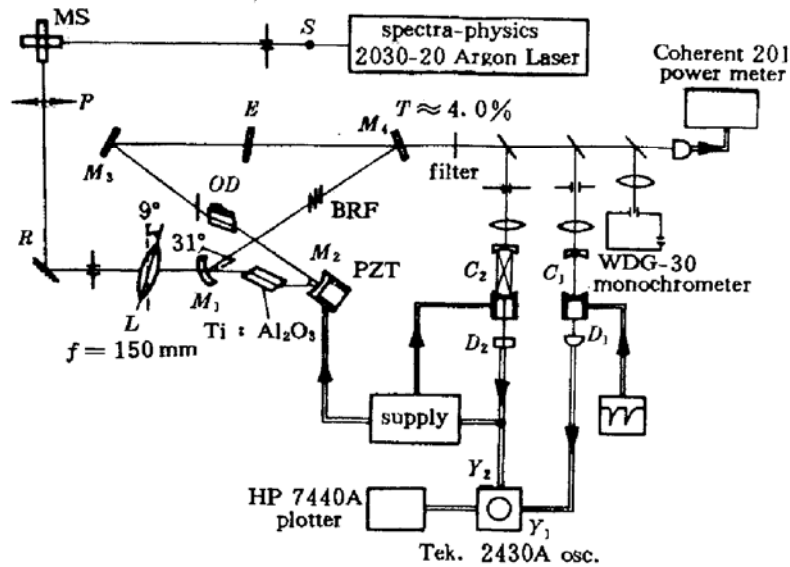 MS
S
spectra-physics
2030-20 Argon Laser
Coherent 201
power meter
P
E
M4
T ≈ 4.0%
M3
filter
OD
BRF
9°
31°
R
M2
PZT
C2
C1
WDG-30
monochrometer
M1
L
Ti : Al2O3
f = 150 mm
D2
D1
supply
Y2
HP 7440A
plotter
Y1
Tek. 2430A osc.